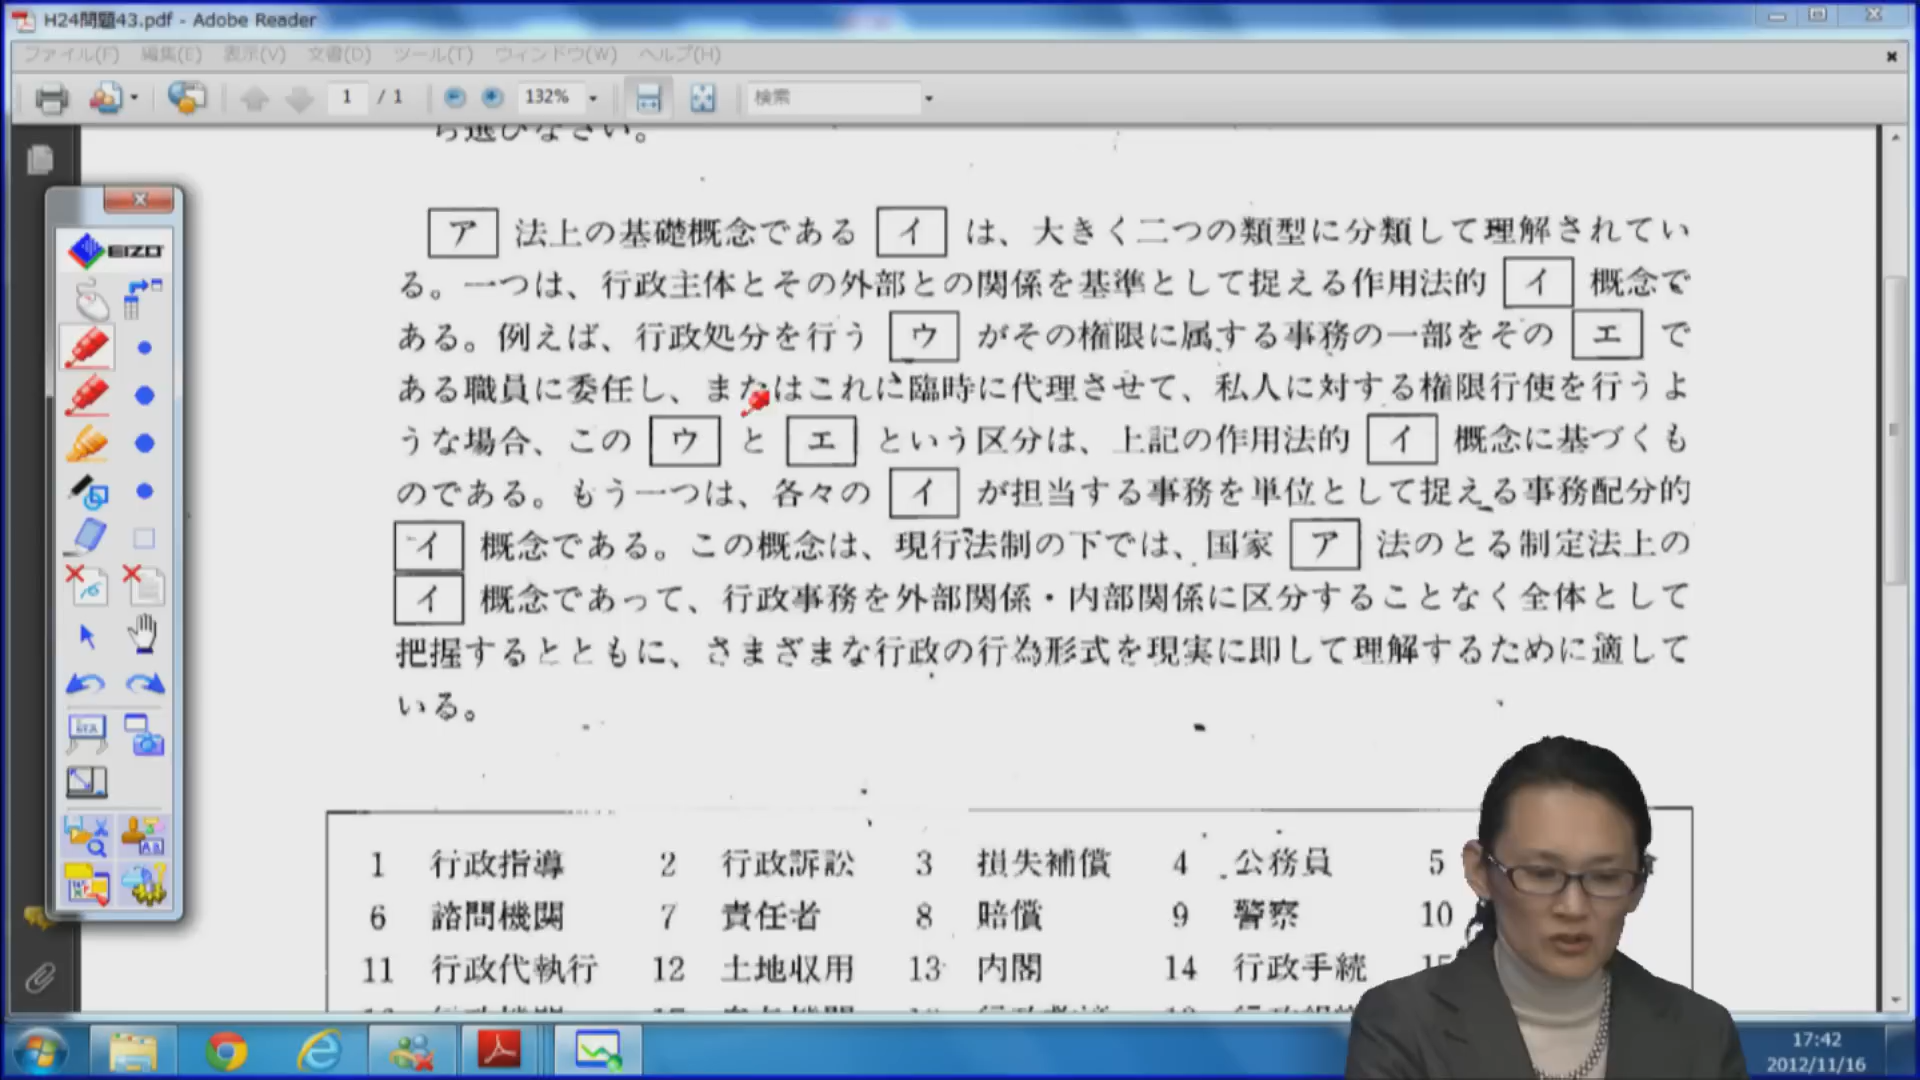 H24問題43.pdf - Adobe Reader
ファイル(F) 編集(E) 表示(V) 文書(D) ツール(T) ウィンドウ(W) ヘルプ(H)
1 / 1 132% 検索
ら選びなさい。
EIZO
ア 法上の基礎概念である イ は、大きく二つの類型に分類して理解されてい
る。一つは、行政主体とその外部との関係を基準として捉える作用法的 イ 概念で
ある。例えば、行政処分を行う ウ がその権限に属する事務の一部をその エ で
ある職員に委任し、またはこれに臨時に代理させて、私人に対する権限行使を行うよ
うな場合、この ウ と エ という区分は、上記の作用法的 イ 概念に基づくも
のである。もう一つは、各々の イ が担当する事務を単位として捉える事務配分的
イ 概念である。この概念は、現行法制の下では、国家 ア 法のとる制定法上の
イ 概念であって、行政事務を外部関係・内部関係に区分することなく全体として
把握するとともに、さまざまな行政の行為形式を現実に即して理解するために適して
いる。
1 行政指導 2 行政訴訟 3 損失補償 4 公務員 5
6 諮問機関 7 責任者 8 賠償 9 警察 10
11 行政代執行 12 土地収用 13 内閣 14 行政手続
17:42
2012/11/16